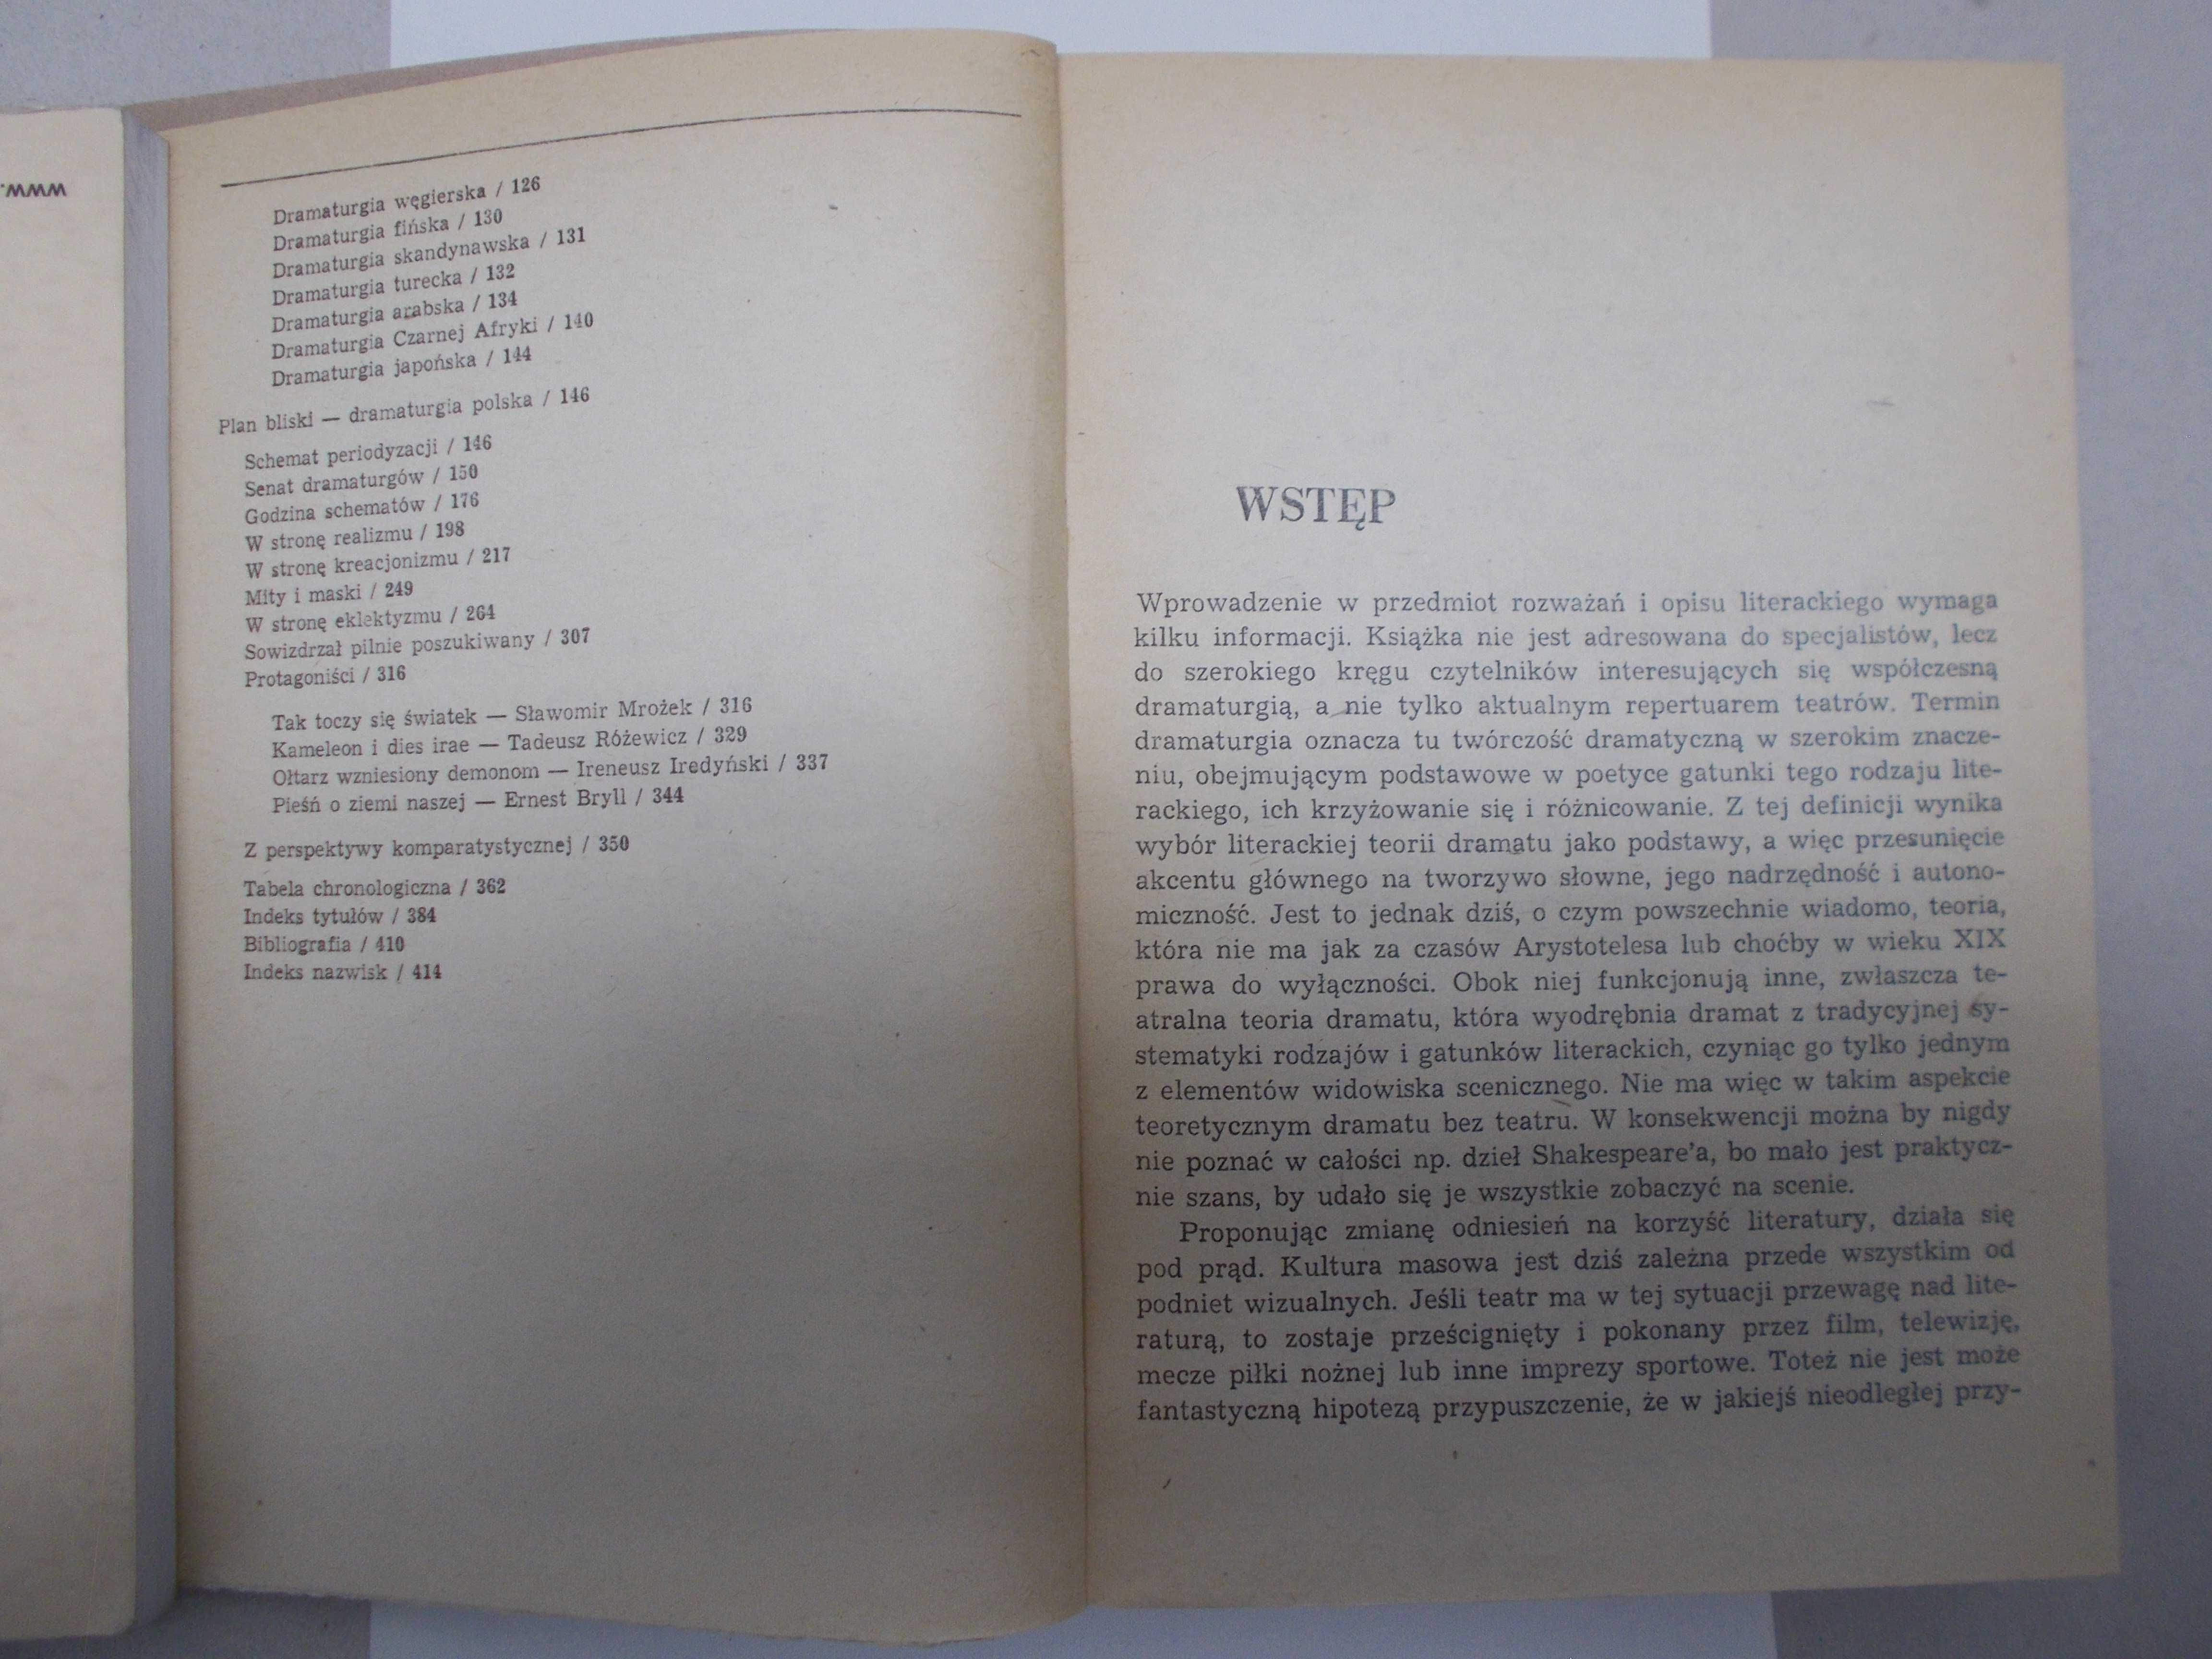 www.
Dramaturgia węgierska / 126
Dramaturgia fińska / 130
Dramaturgia skandynawska / 131
Dramaturgia turecka / 132
Dramaturgia arabska / 134
Dramaturgia Czarnej Afryki / 140
Dramaturgia japońska / 144
Plan bliski — dramaturgia polska / 146
Schemat periodyzacji / 146
Senat dramaturgów / 150
Godzina schematów / 176
W stronę realizmu / 198
W stronę kreacjonizmu / 217
Mity i maski / 249
W stronę eklektyzmu / 264
Sowizdrzał pilnie poszukiwany / 307
Protagoniści / 316
Tak toczy się światek — Sławomir Mrożek / 316
Kameleon i dies irae — Tadeusz Różewicz / 329
Ołtarz wzniesiony demonom — Ireneusz Iredyński / 337
Pieśń o ziemi naszej — Ernest Bryll / 344
Z perspektywy komparatystycznej / 350
Tabela chronologiczna / 362
Indeks tytułów / 384
Bibliografia / 410
Indeks nazwisk / 414
WSTĘP
Wprowadzenie w przedmiot rozważań i opisu literackiego wymaga
kilku informacji. Książka nie jest adresowana do specjalistów, lecz
do szerokiego kręgu czytelników interesujących się współczesną
dramaturgią, a nie tylko aktualnym repertuarem teatrów. Termin
dramaturgia oznacza tu twórczość dramatyczną w szerokim znacze-
niu, obejmującym podstawowe w poetyce gatunki tego rodzaju lite-
rackiego, ich krzyżowanie się i różnicowanie. Z tej definicji wynika
wybór literackiej teorii dramatu jako podstawy, a więc przesunięcie
akcentu głównego na tworzywo słowne, jego nadrzędność i autono-
miczność. Jest to jednak dziś, o czym powszechnie wiadomo, teoria,
która nie ma jak za czasów Arystotelesa lub choćby w wieku XIX
prawa do wyłączności. Obok niej funkcjonują inne, zwłaszcza te-
atralna teoria dramatu, która wyodrębnia dramat z tradycyjnej sy-
stematyki rodzajów i gatunków literackich, czyniąc go tylko jednym
z elementów widowiska scenicznego. Nie ma więc w takim aspekcie
teoretycznym dramatu bez teatru. W konsekwencji można by nigdy
nie poznać w całości np. dzieł Shakespeare'a, bo mało jest praktycz-
nie szans, by udało się je wszystkie zobaczyć na scenie.
Proponując zmianę odniesień na korzyść literatury, działa się
pod prąd. Kultura masowa jest dziś zależna przede wszystkim od
podniet wizualnych. Jeśli teatr ma w tej sytuacji przewagę nad lite-
raturą, to zostaje prześcignięty i pokonany przez film, telewizję,
mecze piłki nożnej lub inne imprezy sportowe. Toteż nie jest może
fantastyczną hipotezą przypuszczenie, że w jakiejś nieodległej przy-